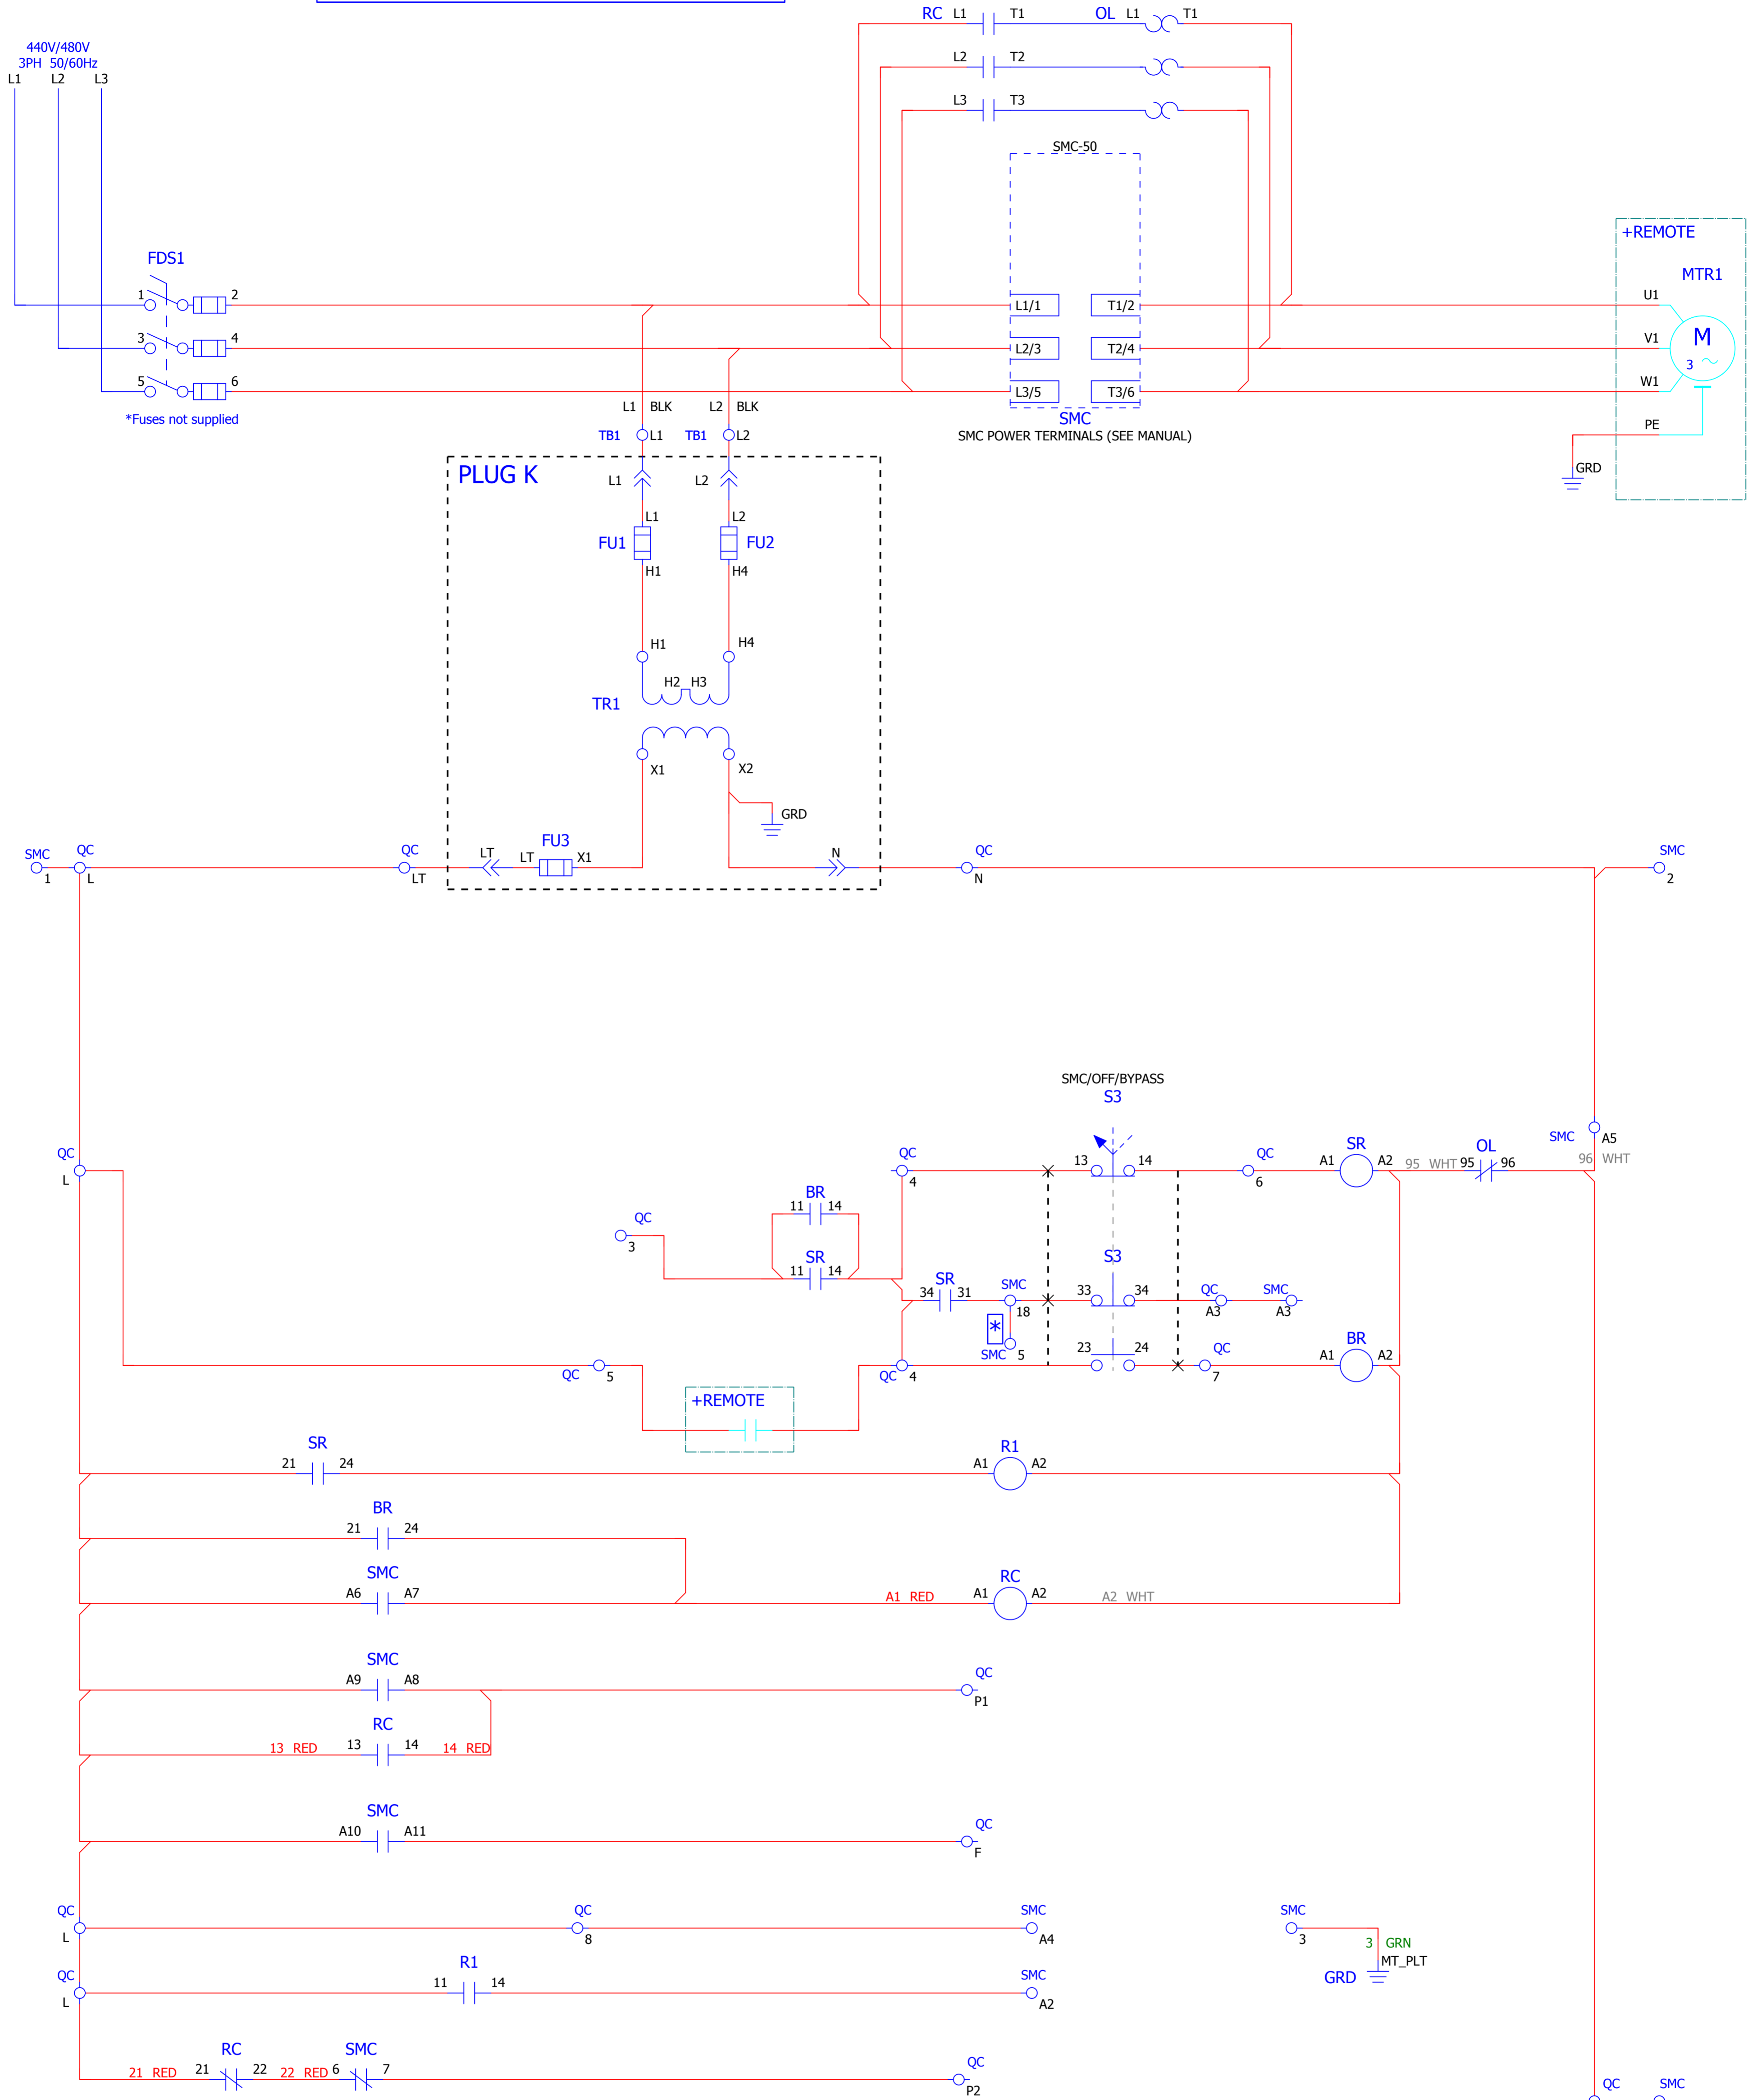 RC L1 T1 OL L1 T1
440V/480V
3PH 50/60Hz
L1 L2 L3
L2 T2
L3 T3
SMC-50
+REMOTE
MTR1
FDS1
1 2 L1/1 T1/2 U1
3 4 L2/3 T2/4 V1
M
3
5 6 L3/5 T3/6 W1
*Fuses not supplied
L1 BLK L2 BLK
SMC
PE
TB1 L1 TB1 L2
SMC POWER TERMINALS (SEE MANUAL)
GRD
PLUG K
L1 L2
L1 L2
FU1 FU2
H1 H4
H1 H4
H2 H3
TR1
X1 X2
GRD
FU3
SMC QC QC LT LT X1 N QC SMC
1 L LT N 2
SMC/OFF/BYPASS
S3
SMC A5
QC QC 13 14 QC SR OL
A1 A2 95 WHT 95 96 96 WHT
L 4 6
BR
11 14
QC
3
SR
11 14
S3
SR SMC QC SMC
34 31 33 34
18 A3 A3
*
SMC 5
23 24 QC BR
A1 A2
QC 5 QC 4 7
+REMOTE
SR R1
21 24 A1 A2
BR
21 24
SMC RC
A6 A7 A1 RED A1 A2 A2 WHT
SMC QC
A9 A8
P1
RC
13 RED 13 14 14 RED
SMC QC
A10 A11
F
QC QC SMC SMC
L 8 A4 3
3 GRN
MT_PLT
GRD
QC R1 SMC
11 14
L A2
RC SMC QC
21 RED 21 22 22 RED 6 7
P2
QC SMC